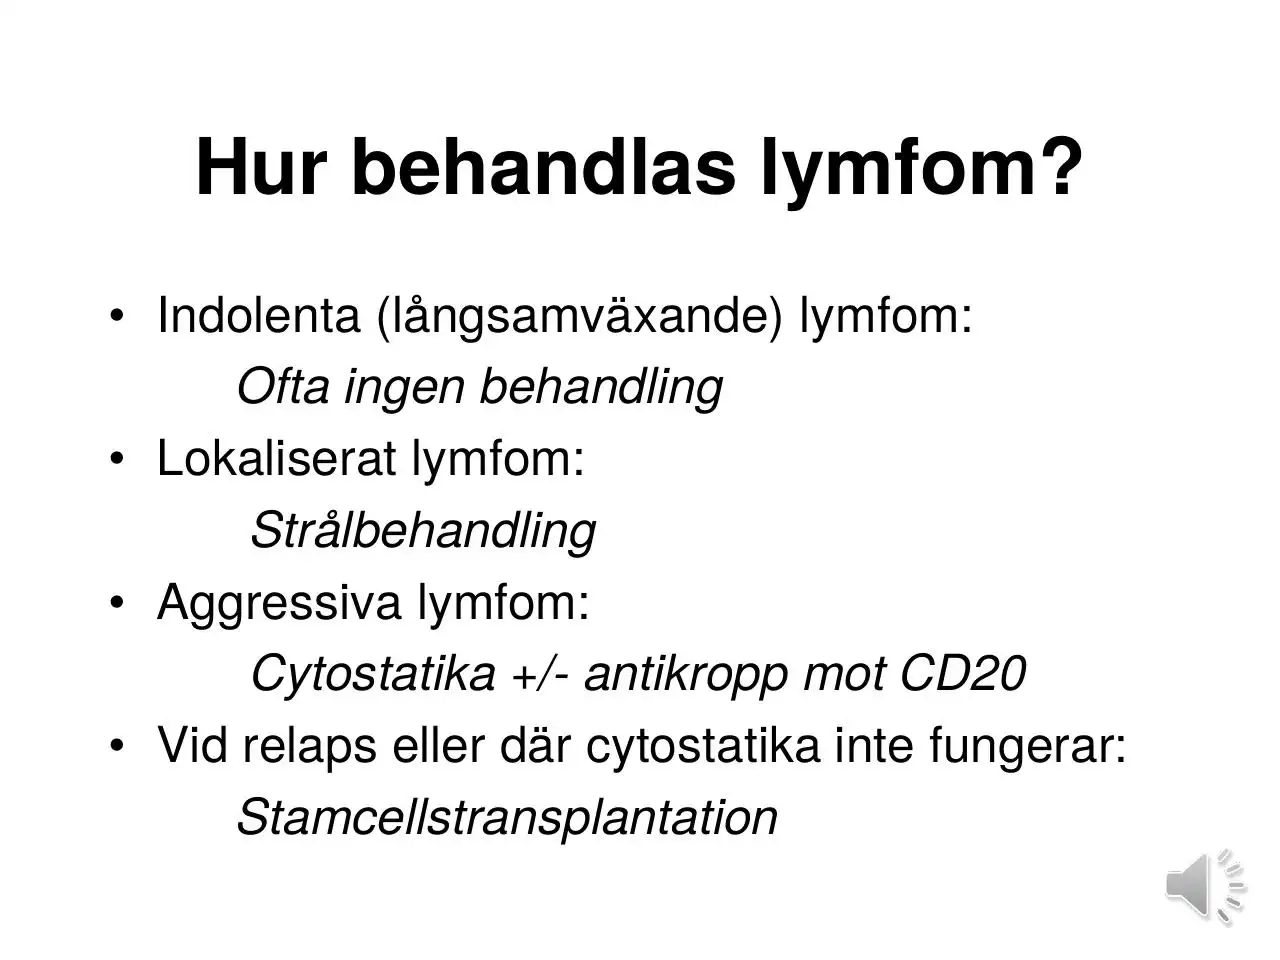 Hur behandlas lymfom?
• Indolenta (långsamväxande) lymfom:
Ofta ingen behandling
• Lokaliserat lymfom:
Strålbehandling
• Aggressiva lymfom:
Cytostatika +/- antikropp mot CD20
• Vid relaps eller där cytostatika inte fungerar:
Stamcellstransplantation